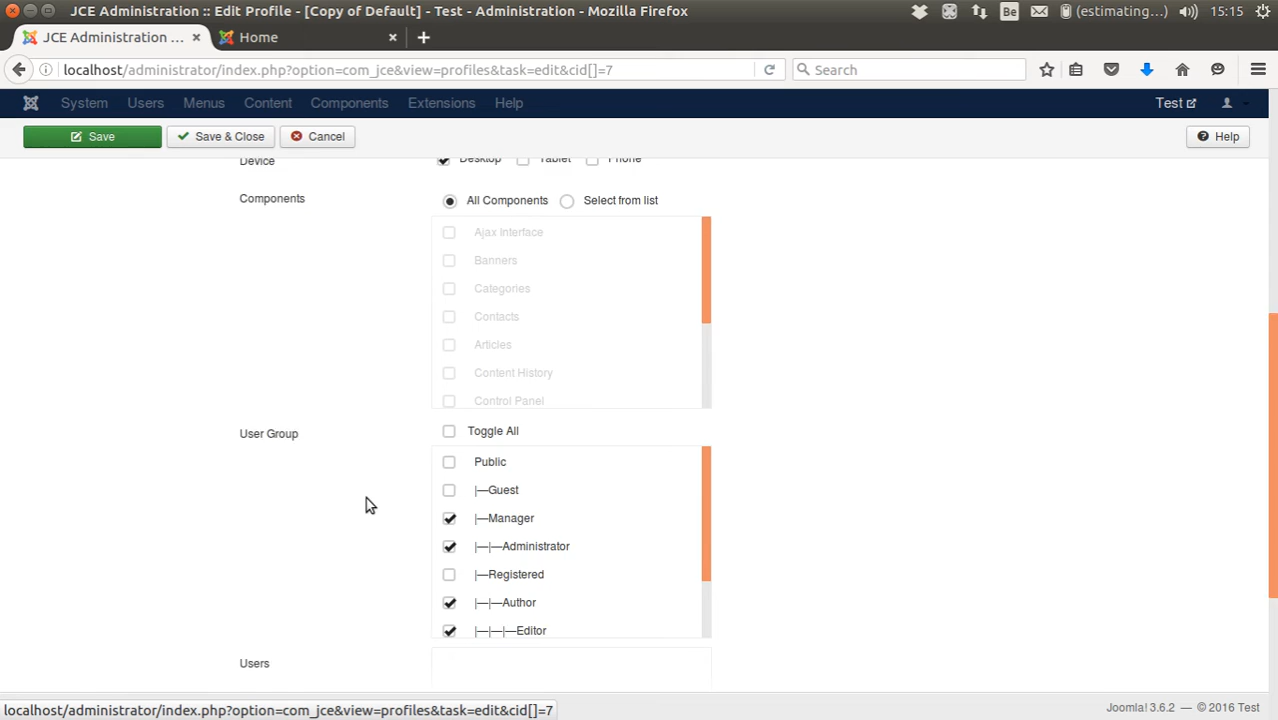 JCE Administration :: Edit Profile - [Copy of Default] - Test - Administration - Mozilla Firefox
Be (estimating...) 15:15
JCE Administration ... Home
localhost/administrator/index.php?option=com_jce&view=profiles&task=edit&cid[]=7 Search
System Users Menus Content Components Extensions Help Test
Save Save & Close Cancel Help
Device Desktop Tablet Phone
Components All Components Select from list
Ajax Interface
Banners
Categories
Contacts
Articles
Content History
Control Panel
User Group Toggle All
Public
|—Guest
|—Manager
|—|—Administrator
|—Registered
|—|—Author
|—|—|—Editor
Users
localhost/administrator/index.php?option=com_jce&view=profiles&task=edit&cid[]=7 Joomla! 3.6.2 — © 2016 Test